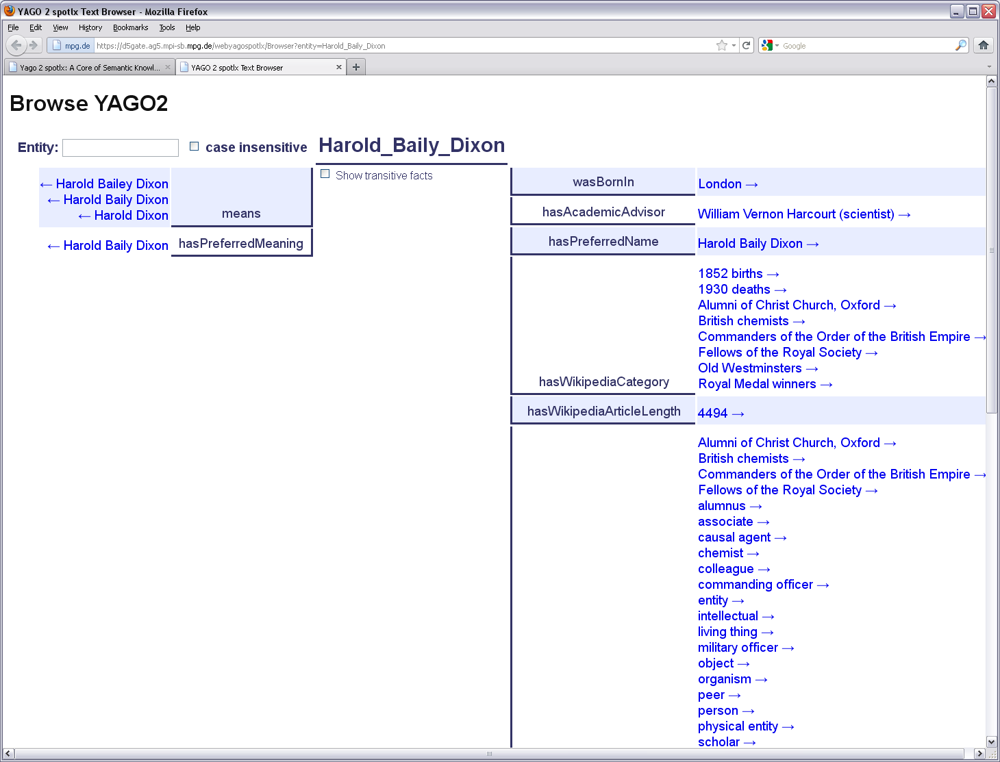 YAGO 2 spotlx Text Browser - Mozilla Firefox
File Edit View History Bookmarks Tools Help
mpg.de https://d5gate.ag5.mpi-sb.mpg.de/webyagospotlx/Browser?entity=Harold_Baily_Dixon Google
Yago 2 spotlx: A Core of Semantic Knowl... YAGO 2 spotlx Text Browser
Browse YAGO2
Entity: case insensitive Harold_Baily_Dixon
Show transitive facts
← Harold Bailey Dixon
← Harold Baily Dixon
← Harold Dixon
means
← Harold Baily Dixon hasPreferredMeaning
wasBornIn London →
hasAcademicAdvisor William Vernon Harcourt (scientist) →
hasPreferredName Harold Baily Dixon →
1852 births →
1930 deaths →
Alumni of Christ Church, Oxford →
British chemists →
Commanders of the Order of the British Empire →
Fellows of the Royal Society →
Old Westminsters →
hasWikipediaCategory Royal Medal winners →
hasWikipediaArticleLength 4494 →
Alumni of Christ Church, Oxford →
British chemists →
Commanders of the Order of the British Empire →
Fellows of the Royal Society →
alumnus →
associate →
causal agent →
chemist →
colleague →
commanding officer →
entity →
intellectual →
living thing →
military officer →
object →
organism →
peer →
person →
physical entity →
scholar →